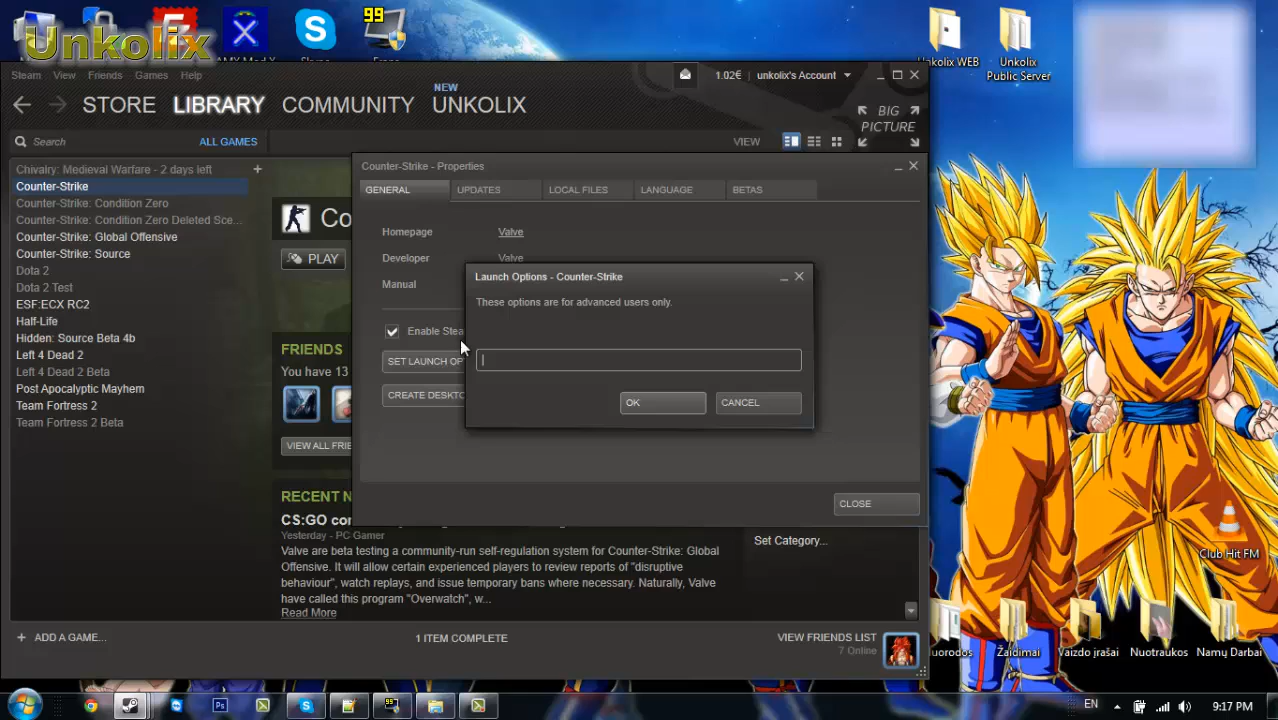 99
Unkolix
AMX Mod X
Unkolix WEB
Unkolix
Public Server
Steam View Friends Games Help
1.02€ unkolix's Account
NEW
STORE LIBRARY COMMUNITY UNKOLIX
BIG
PICTURE
Search
ALL GAMES
VIEW
Chivalry: Medieval Warfare - 2 days left
Counter-Strike
Counter-Strike: Condition Zero
Counter-Strike: Condition Zero Deleted Sce...
Counter-Strike: Global Offensive
Counter-Strike: Source
Dota 2
Dota 2 Test
ESF:ECX RC2
Half-Life
Hidden: Source Beta 4b
Left 4 Dead 2
Left 4 Dead 2 Beta
Post Apocalyptic Mayhem
Team Fortress 2
Team Fortress 2 Beta
Co
PLAY
FRIENDS
You have 13
VIEW ALL FRIE
RECENT N
CS:GO co
Yesterday - PC Gamer
Valve are beta testing a community-run self-regulation system for Counter-Strike: Global
Offensive. It will allow certain experienced players to review reports of "disruptive
behaviour", watch replays, and issue temporary bans where necessary. Naturally, Valve
have called this program "Overwatch", w...
Read More
Set Category...
Counter-Strike - Properties
GENERAL UPDATES LOCAL FILES LANGUAGE BETAS
Homepage Valve
Developer Valve
Manual
Enable Stea
SET LAUNCH OP
CREATE DESKTO
CLOSE
Launch Options - Counter-Strike
These options are for advanced users only.
OK CANCEL
ADD A GAME...
1 ITEM COMPLETE
VIEW FRIENDS LIST
7 Online
Club Hit FM
uorodos
Žaidimai
Vaizdo įrašai
Nuotraukos
Namų Darbai
Ps
99
EN
9:17 PM